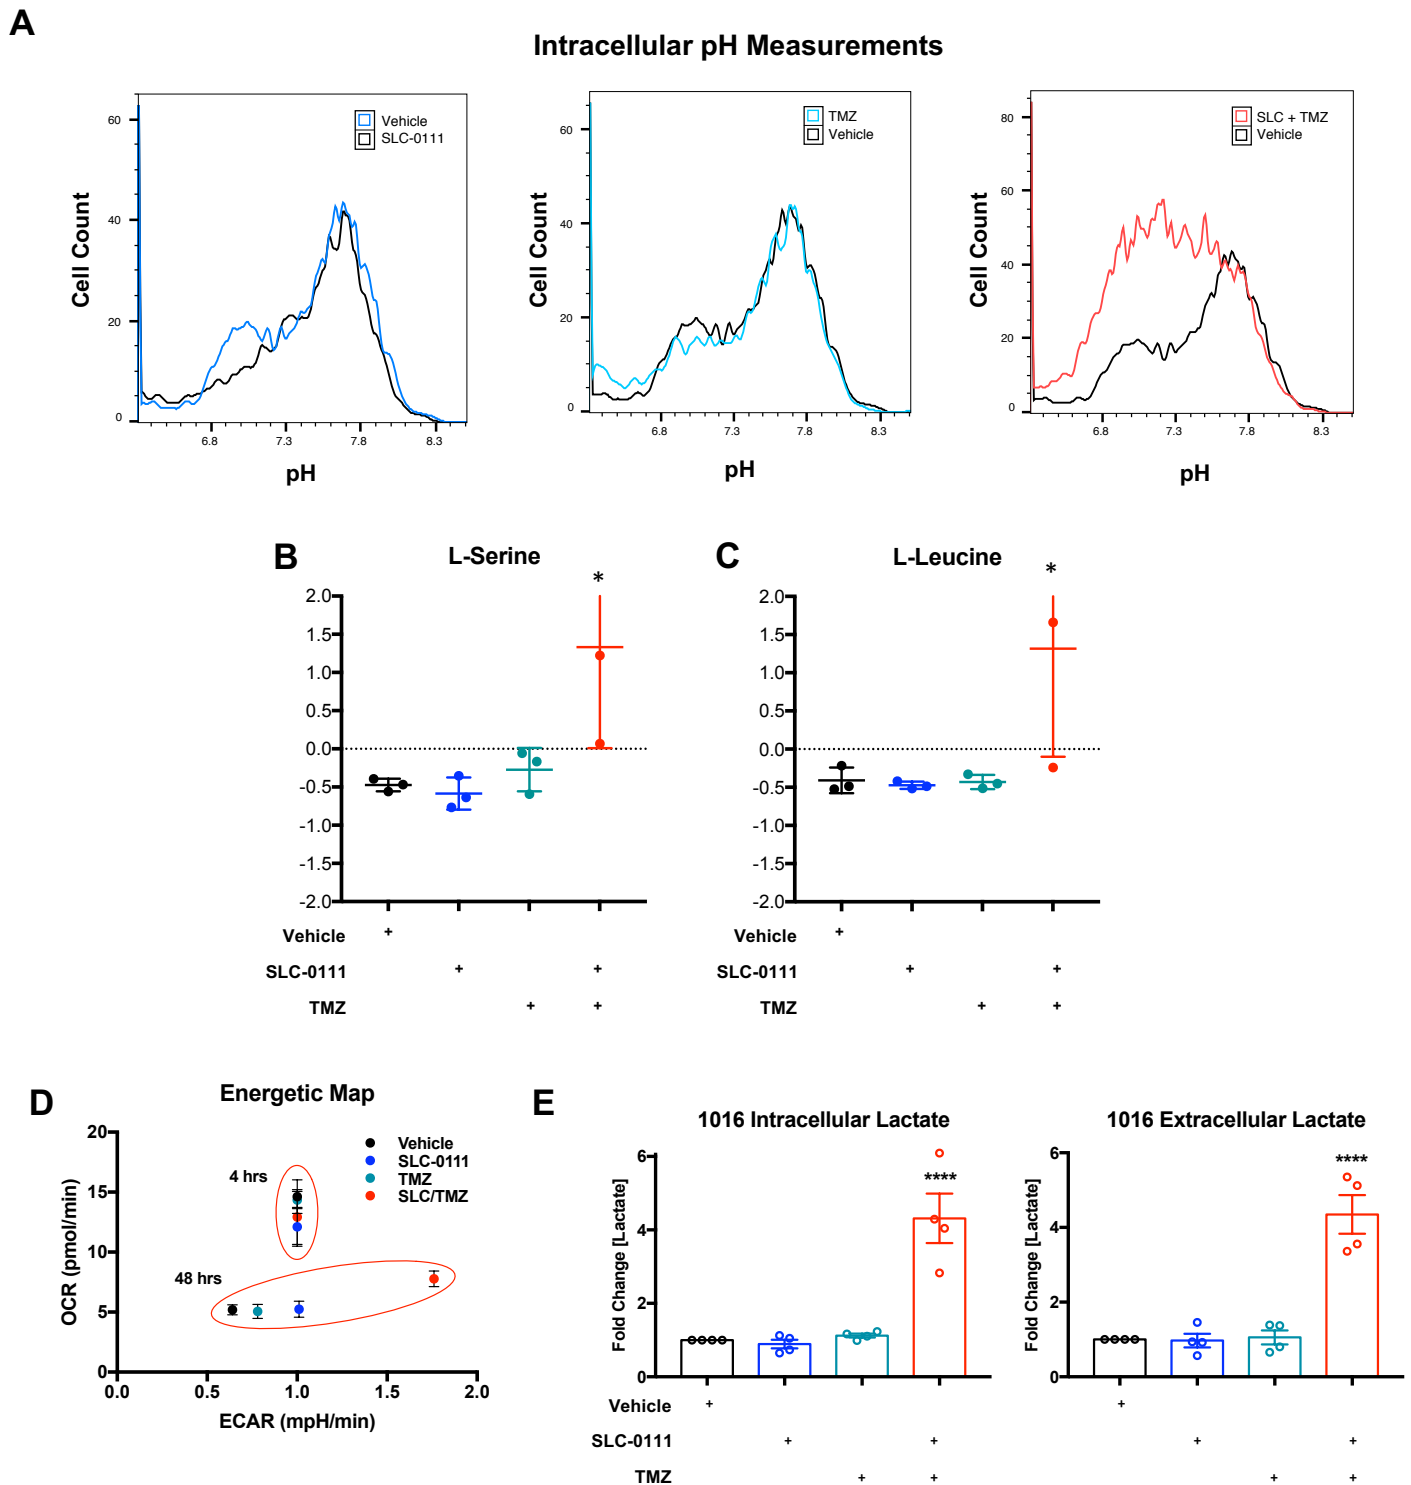 A
Intracellular pH Measurements
Vehicle
SLC-0111
60
40
20
0
Cell Count
6.8 7.3 7.8 8.3
pH
TMZ
Vehicle
60
40
20
0
Cell Count
6.8 7.3 7.8 8.3
pH
SLC + TMZ
Vehicle
80
60
40
20
0
Cell Count
6.8 7.3 7.8 8.3
pH
B
L-Serine
*
2.0
1.5
1.0
0.5
0.0
-0.5
-1.0
-1.5
-2.0
Vehicle +
SLC-0111 + +
TMZ + +
C
L-Leucine
*
2.0
1.5
1.0
0.5
0.0
-0.5
-1.0
-1.5
-2.0
Vehicle +
SLC-0111 + +
TMZ + +
D
Energetic Map
20
15
10
5
0
OCR (pmol/min)
4 hrs
48 hrs
Vehicle
SLC-0111
TMZ
SLC/TMZ
0.0 0.5 1.0 1.5 2.0
ECAR (mpH/min)
E
1016 Intracellular Lactate
6
4
2
0
Fold Change [Lactate]
****
Vehicle +
SLC-0111 + +
TMZ + +
1016 Extracellular Lactate
6
4
2
0
Fold Change [Lactate]
****
+
+ +
+ +